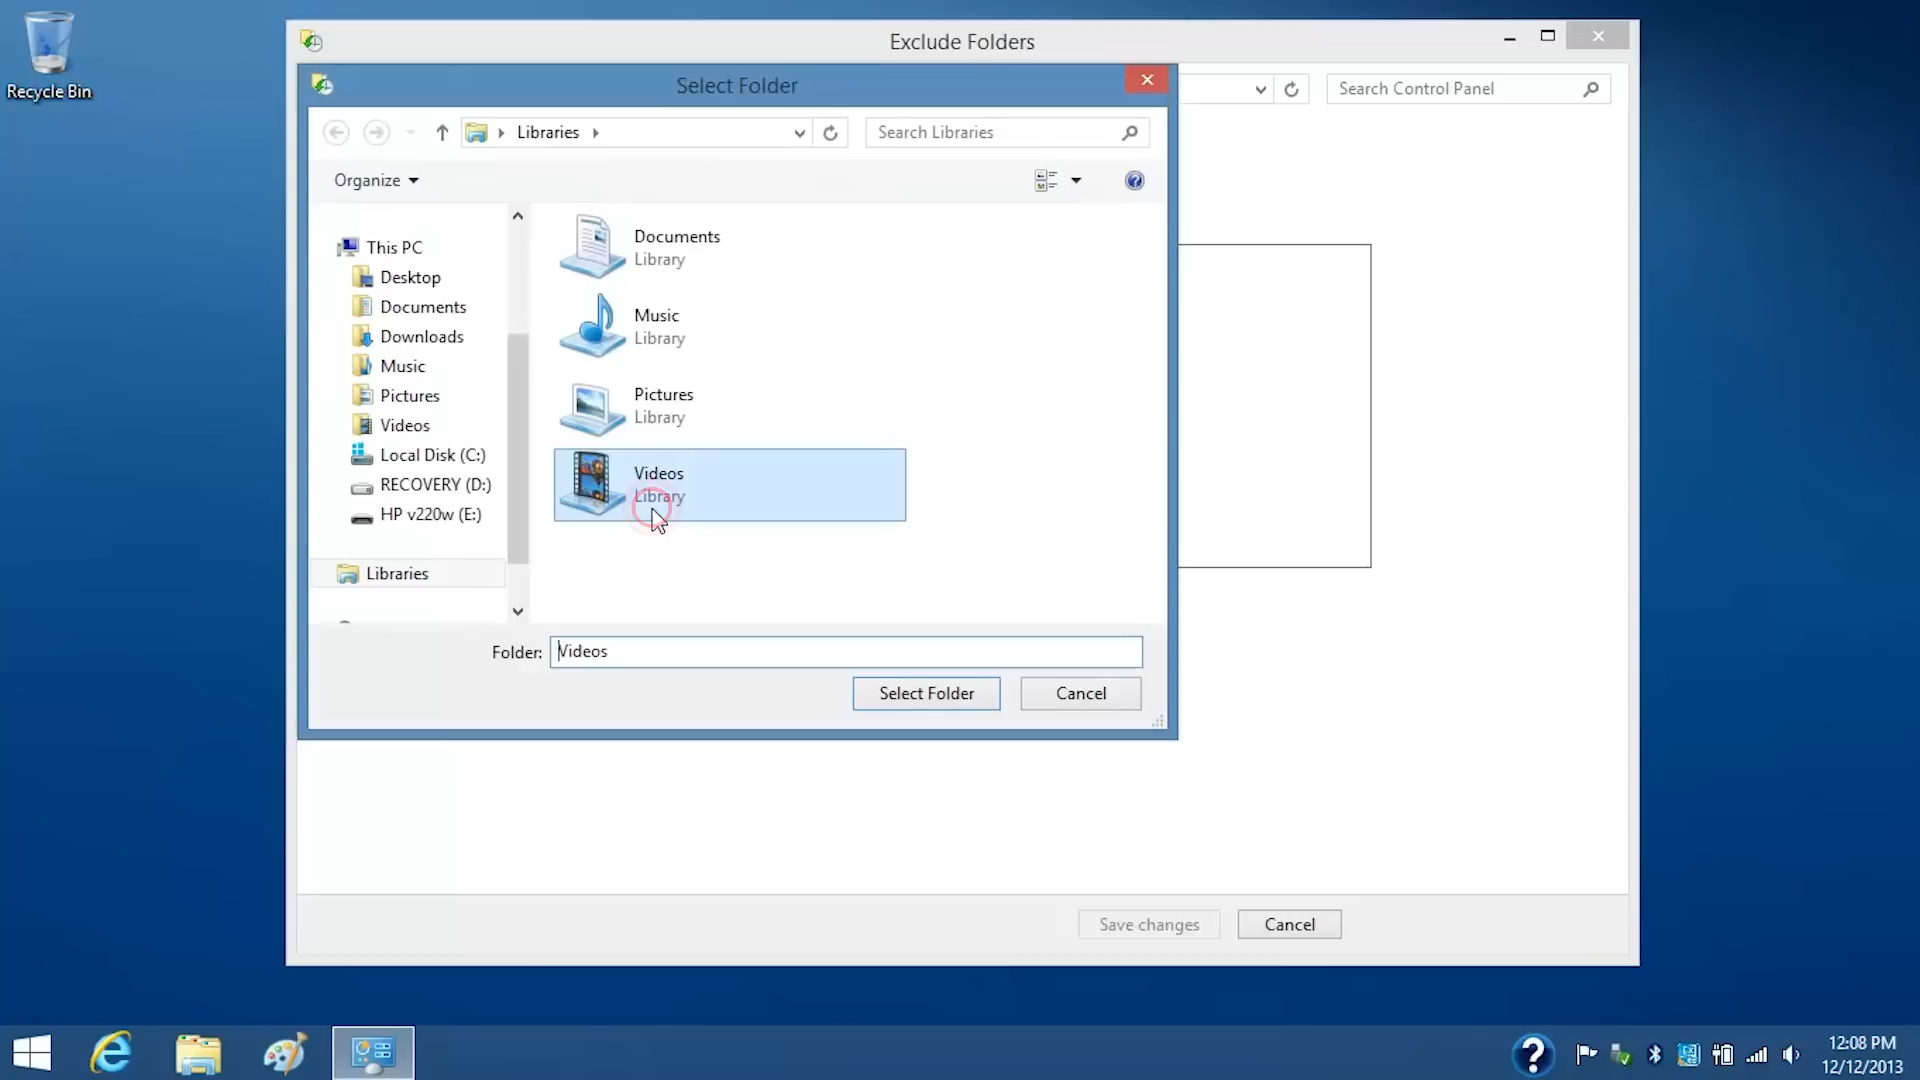 Recycle Bin
Exclude Folders
Select Folder
Search Control Panel
Libraries
Search Libraries
Organize
This PC
Desktop
Documents
Downloads
Music
Pictures
Videos
Local Disk (C:)
RECOVERY (D:)
HP v220w (E:)
Libraries
Documents
Library
Music
Library
Pictures
Library
Videos
Library
Folder: Videos
Select Folder
Cancel
Save changes
Cancel
12:08 PM
12/12/2013